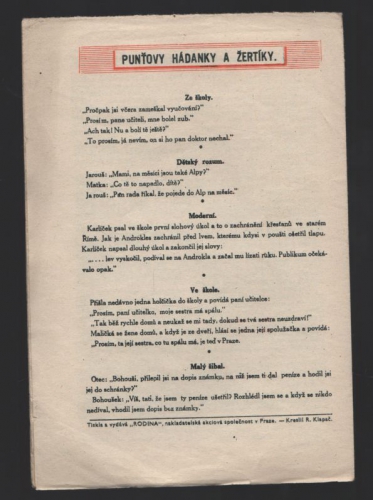 PUNŤOVY HÁDANKY A ŽERTÍKY.
Ze školy.
„Pročpak jsi včera zameškal vyučování?"
„Prosím, pane učiteli, mne bolel zub."
„Ach tak! Nu a bolí tě ještě?"
„To prosím, já nevím, on si ho pan doktor nechal."
Dětský rozum.
Jarouš: „Mami, na měsíci jsou také Alpy?"
Matka: „Co tě to napadlo, dítě?"
Jarouš: „Pan rada říkal, že pojede do Alp na měsíc."
Moderní.
Karlíček psal ve škole první slohový úkol a to o zachránění křesťanů ve starém
Římě. Jak je Androkles zachránil před lvem, kterému kdysi v poušti ošetřil tlapu.
Karlíček napsal dlouhý úkol a zakončil jej slovy:
„.... lev vyskočil, podíval se na Androkla a začal mu lízati rúku. Publikum očeká-
valo opak."
Ve škole.
Přišla nedávno jedna holčička do školy a povídá paní učitelce:
„Prosím, paní učitelko, moje sestra má spálu."
„Tak běž rychle domů a neukaž se mi tady, dokud se tvá sestra neuzdraví!"
Maličká se žene domů, a když je ze dveří, hlásí se jedna její spolužačka a povídá:
„Prosím, ta její sestra, co tu spálu má, je teď v Praze.
Malý šibal.
Otec: „Bohouši, přilepil jsi na dopis známku, na niž jsem ti dal peníze a hodil jej
jej do schránky?"
Bohoušek: „Víš, tati, že jsem ty peníze ušetřil? Rozhlédl jsem se a když se nikdo
nedíval, vhodil jsem dopis bez známky."
Tiskla a vydává „RODINA", nakladatelská akciová společnost v Praze. — Kreslil R. Klapač.